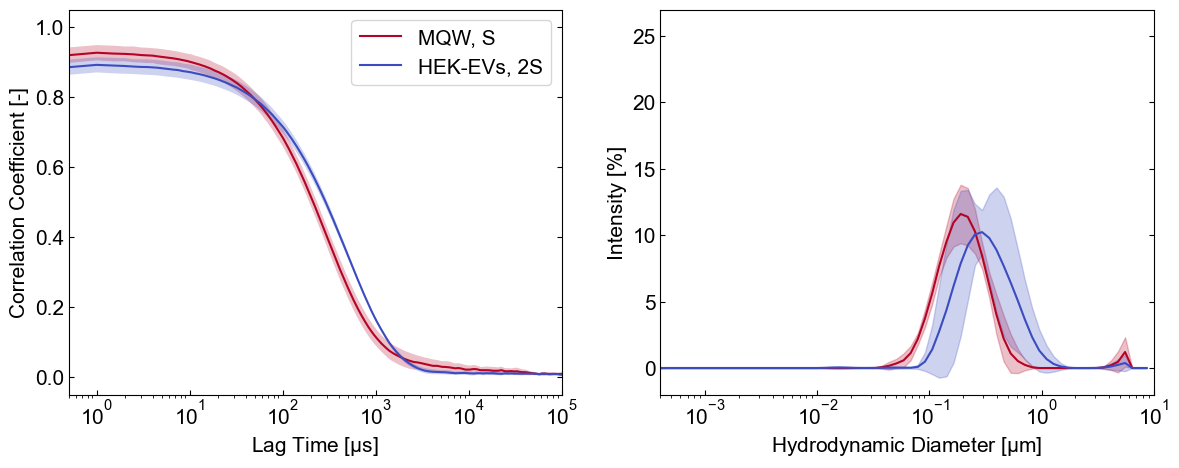 1.0
0.8
0.6
0.4
0.2
0.0
Correlation Coefficient [-]
MQW, S
HEK-EVs, 2S
10⁰ 10¹ 10² 10³ 10⁴ 10⁵
Lag Time [µs]
25
20
15
10
5
0
Intensity [%]
10⁻³ 10⁻² 10⁻¹ 10⁰ 10¹
Hydrodynamic Diameter [µm]